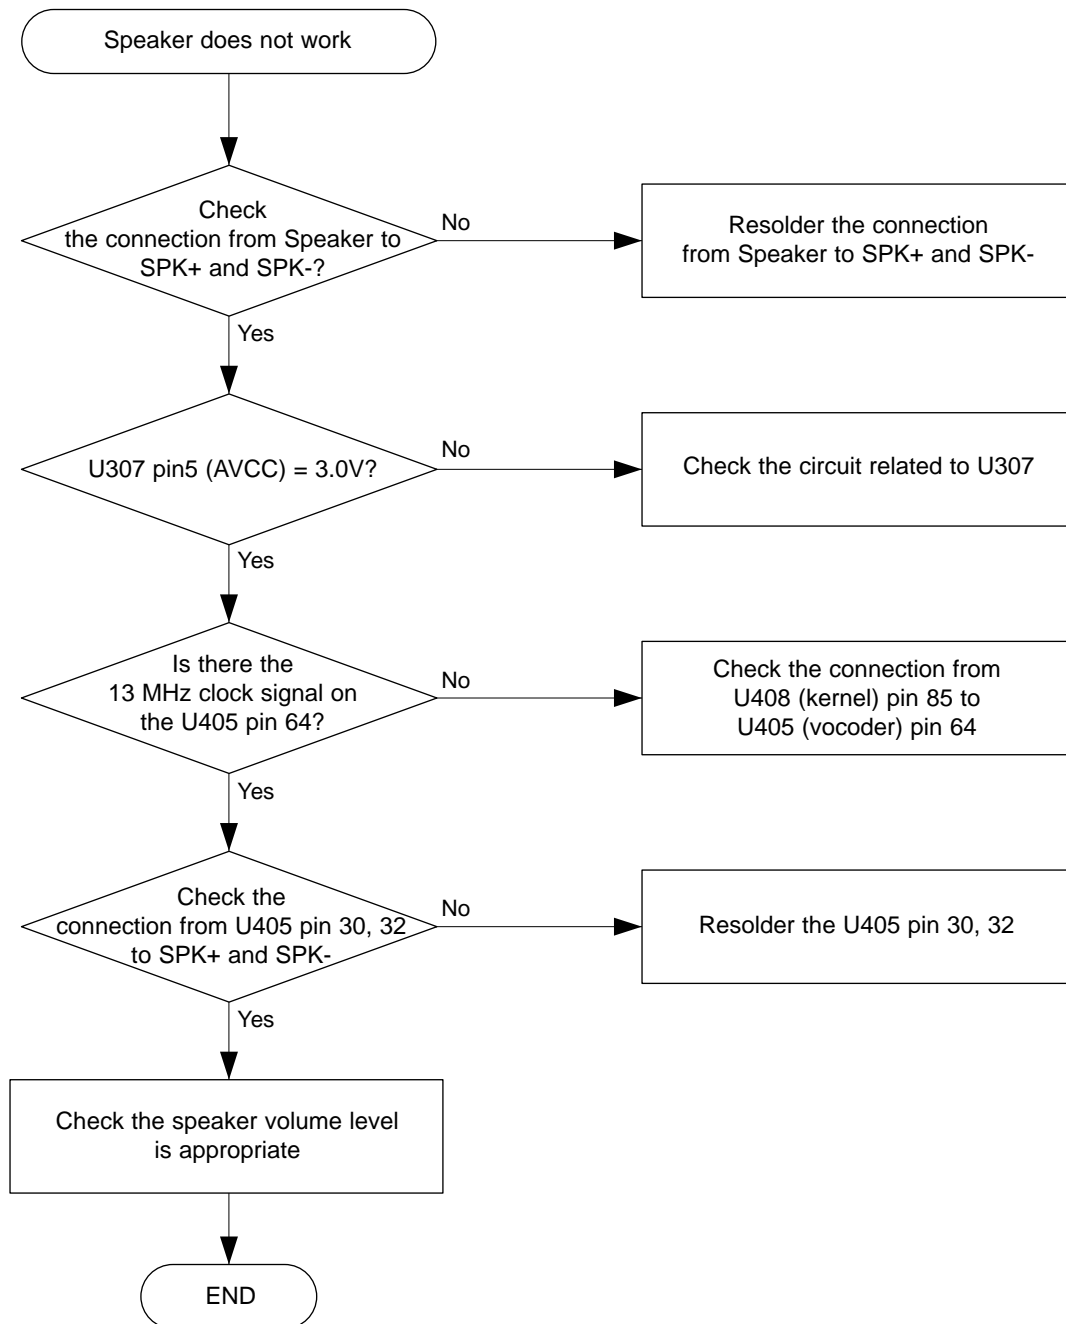 Speaker does not work
Check
the connection from Speaker to
SPK+ and SPK-?
No
Resolder the connection
from Speaker to SPK+ and SPK-
Yes
U307 pin5 (AVCC) = 3.0V?
No
Check the circuit related to U307
Yes
Is there the
13 MHz clock signal on
the U405 pin 64?
No
Check the connection from
U408 (kernel) pin 85 to
U405 (vocoder) pin 64
Yes
Check the
connection from U405 pin 30, 32
to SPK+ and SPK-
No
Resolder the U405 pin 30, 32
Yes
Check the speaker volume level
is appropriate
END